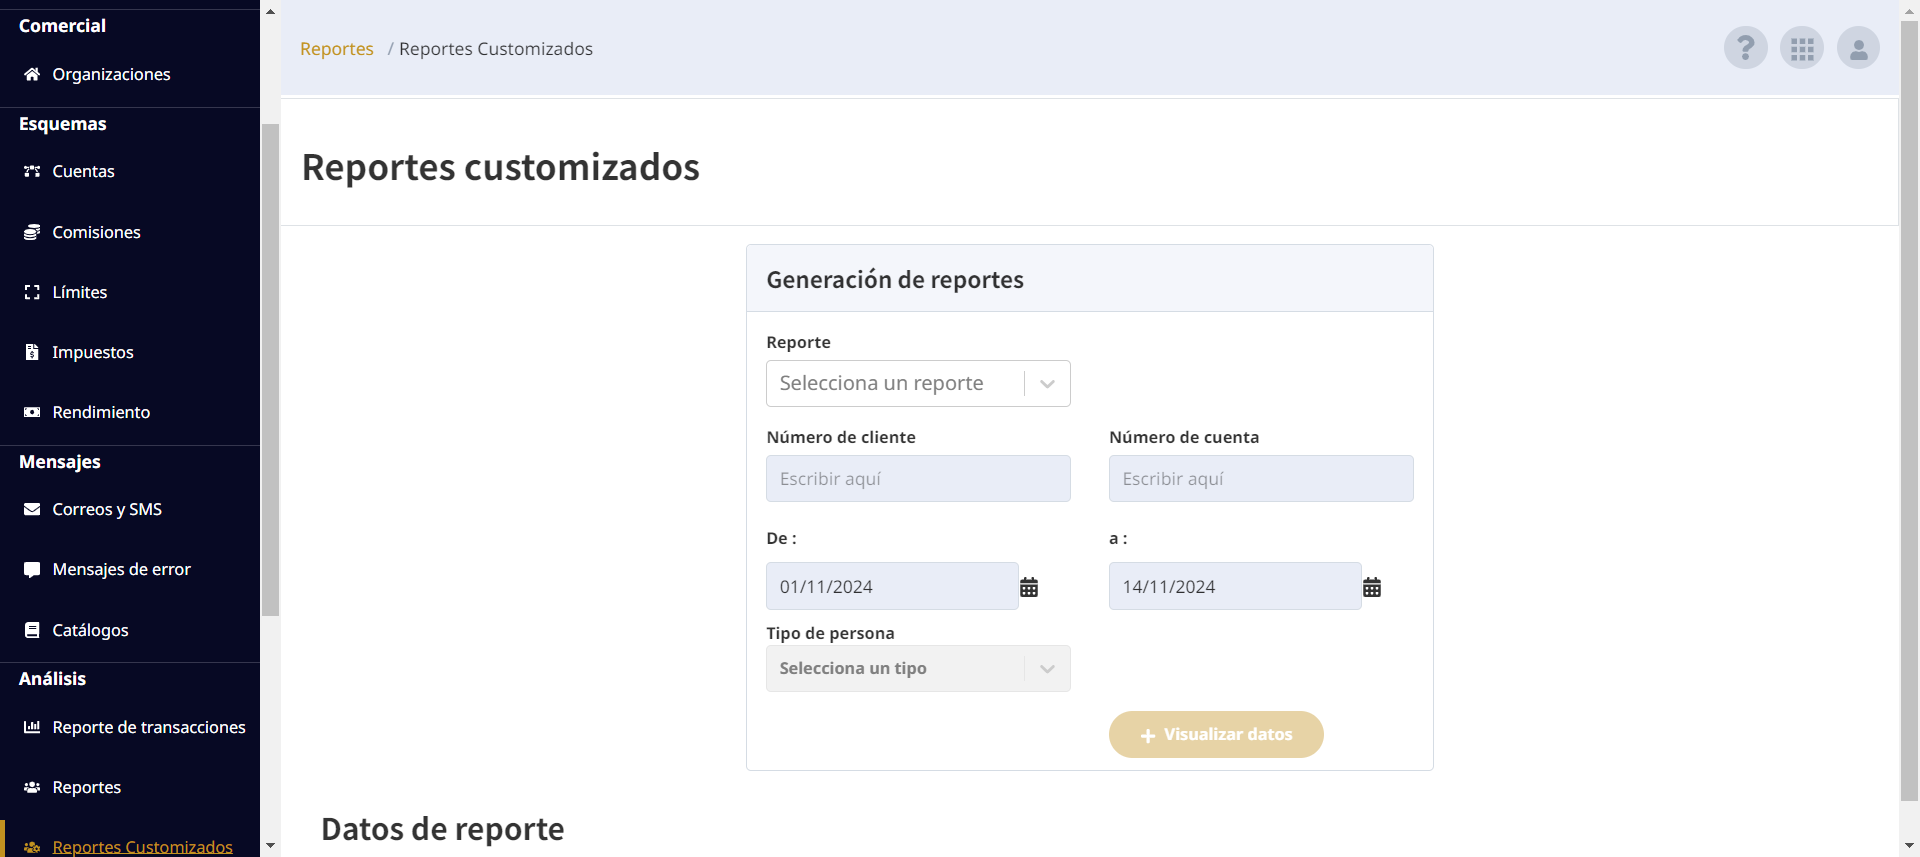 Comercial
Organizaciones
Esquemas
Cuentas
Comisiones
Límites
Impuestos
Rendimiento
Mensajes
Correos y SMS
Mensajes de error
Catálogos
Análisis
Reporte de transacciones
Reportes
Reportes Customizados
Reportes / Reportes Customizados
Reportes customizados
Generación de reportes
Reporte
Selecciona un reporte
Número de cliente
Número de cuenta
Escribir aquí
Escribir aquí
De :
a :
01/11/2024
14/11/2024
Tipo de persona
Selecciona un tipo
+ Visualizar datos
Datos de reporte